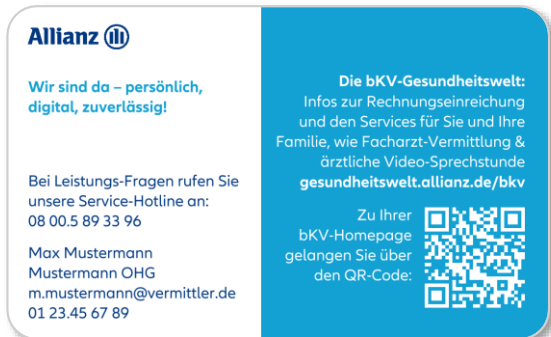 Allianz
Wir sind da – persönlich,
digital, zuverlässig!
Bei Leistungs-Fragen rufen Sie
unsere Service-Hotline an:
08 00.5 89 33 96
Max Mustermann
Mustermann OHG
m.mustermann@vermittler.de
01 23.45 67 89
Die bKV-Gesundheitswelt:
Infos zur Rechnungseinreichung
und den Services für Sie und Ihre
Familie, wie Facharzt-Vermittlung &
ärztliche Video-Sprechstunde
gesundheitswelt.allianz.de/bkv
Zu Ihrer
bKV-Homepage
gelangen Sie über
den QR-Code: